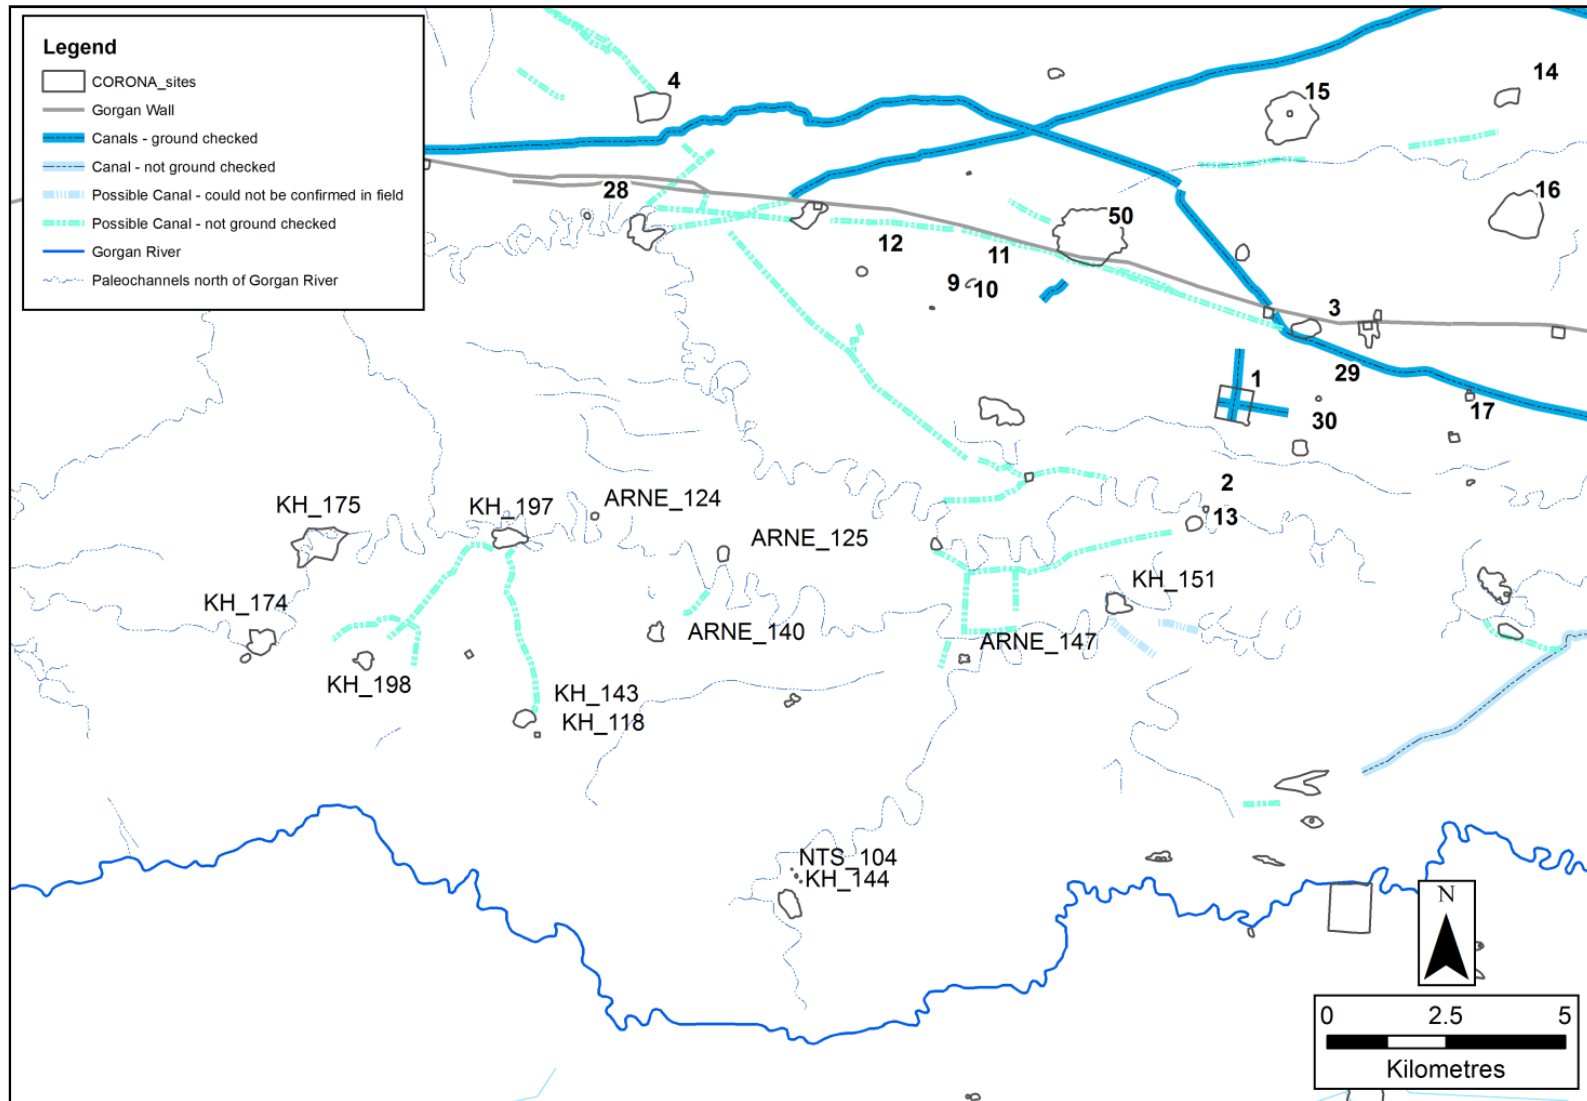 Legend
CORONA_sites
Gorgan Wall
Canals - ground checked
Canal - not ground checked
Possible Canal - could not be confirmed in field
Possible Canal - not ground checked
Gorgan River
Paleochannels north of Gorgan River
4
15
14
28
50
16
12
11
9
10
3
1
29
30
17
2
13
KH_175
KH_197
ARNE_124
ARNE_125
KH_151
KH_174
ARNE_140
ARNE_147
KH_198
KH_143
KH_118
NTS_104
KH_144
N
0 2.5 5
Kilometres